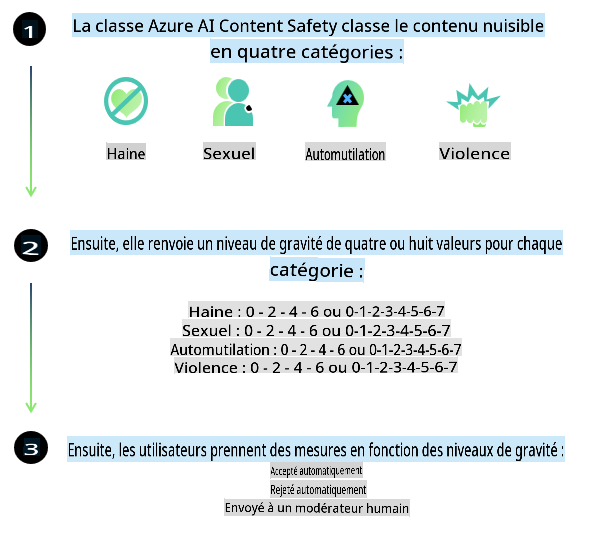 1
La classe Azure AI Content Safety classe le contenu nuisible
en quatre catégories :
Haine
Sexuel
Automutilation
Violence
2
Ensuite, elle renvoie un niveau de gravité de quatre ou huit valeurs pour chaque
catégorie :
Haine : 0 - 2 - 4 - 6 ou 0-1-2-3-4-5-6-7
Sexuel : 0 - 2 - 4 - 6 ou 0-1-2-3-4-5-6-7
Automutilation : 0 - 2 - 4 - 6 ou 0-1-2-3-4-5-6-7
Violence : 0 - 2 - 4 - 6 ou 0-1-2-3-4-5-6-7
3
Ensuite, les utilisateurs prennent des mesures en fonction des niveaux de gravité :
Accepté automatiquement
Rejeté automatiquement
Envoyé à un modérateur humain